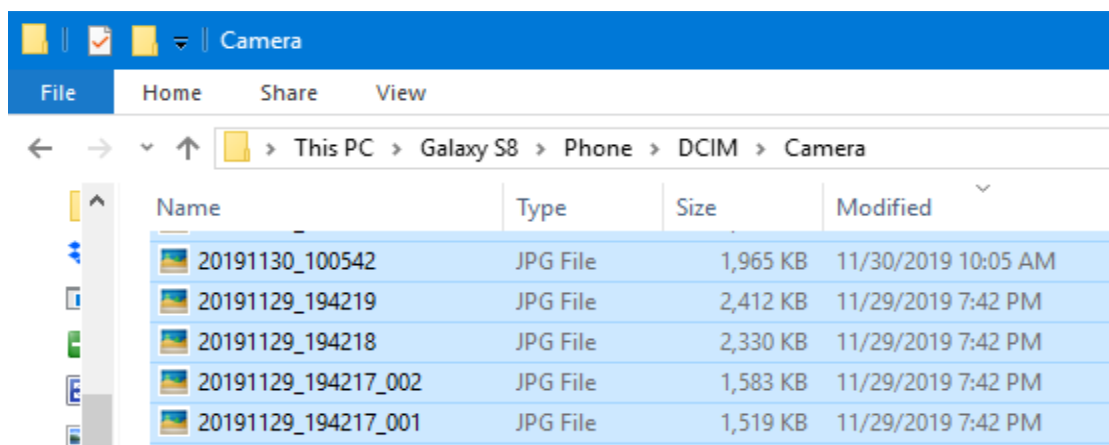 Camera
File Home Share View
This PC > Galaxy S8 > Phone > DCIM > Camera
Name Type Size Modified
20191130_100542 JPG File 1,965 KB 11/30/2019 10:05 AM
20191129_194219 JPG File 2,412 KB 11/29/2019 7:42 PM
20191129_194218 JPG File 2,330 KB 11/29/2019 7:42 PM
20191129_194217_002 JPG File 1,583 KB 11/29/2019 7:42 PM
20191129_194217_001 JPG File 1,519 KB 11/29/2019 7:42 PM